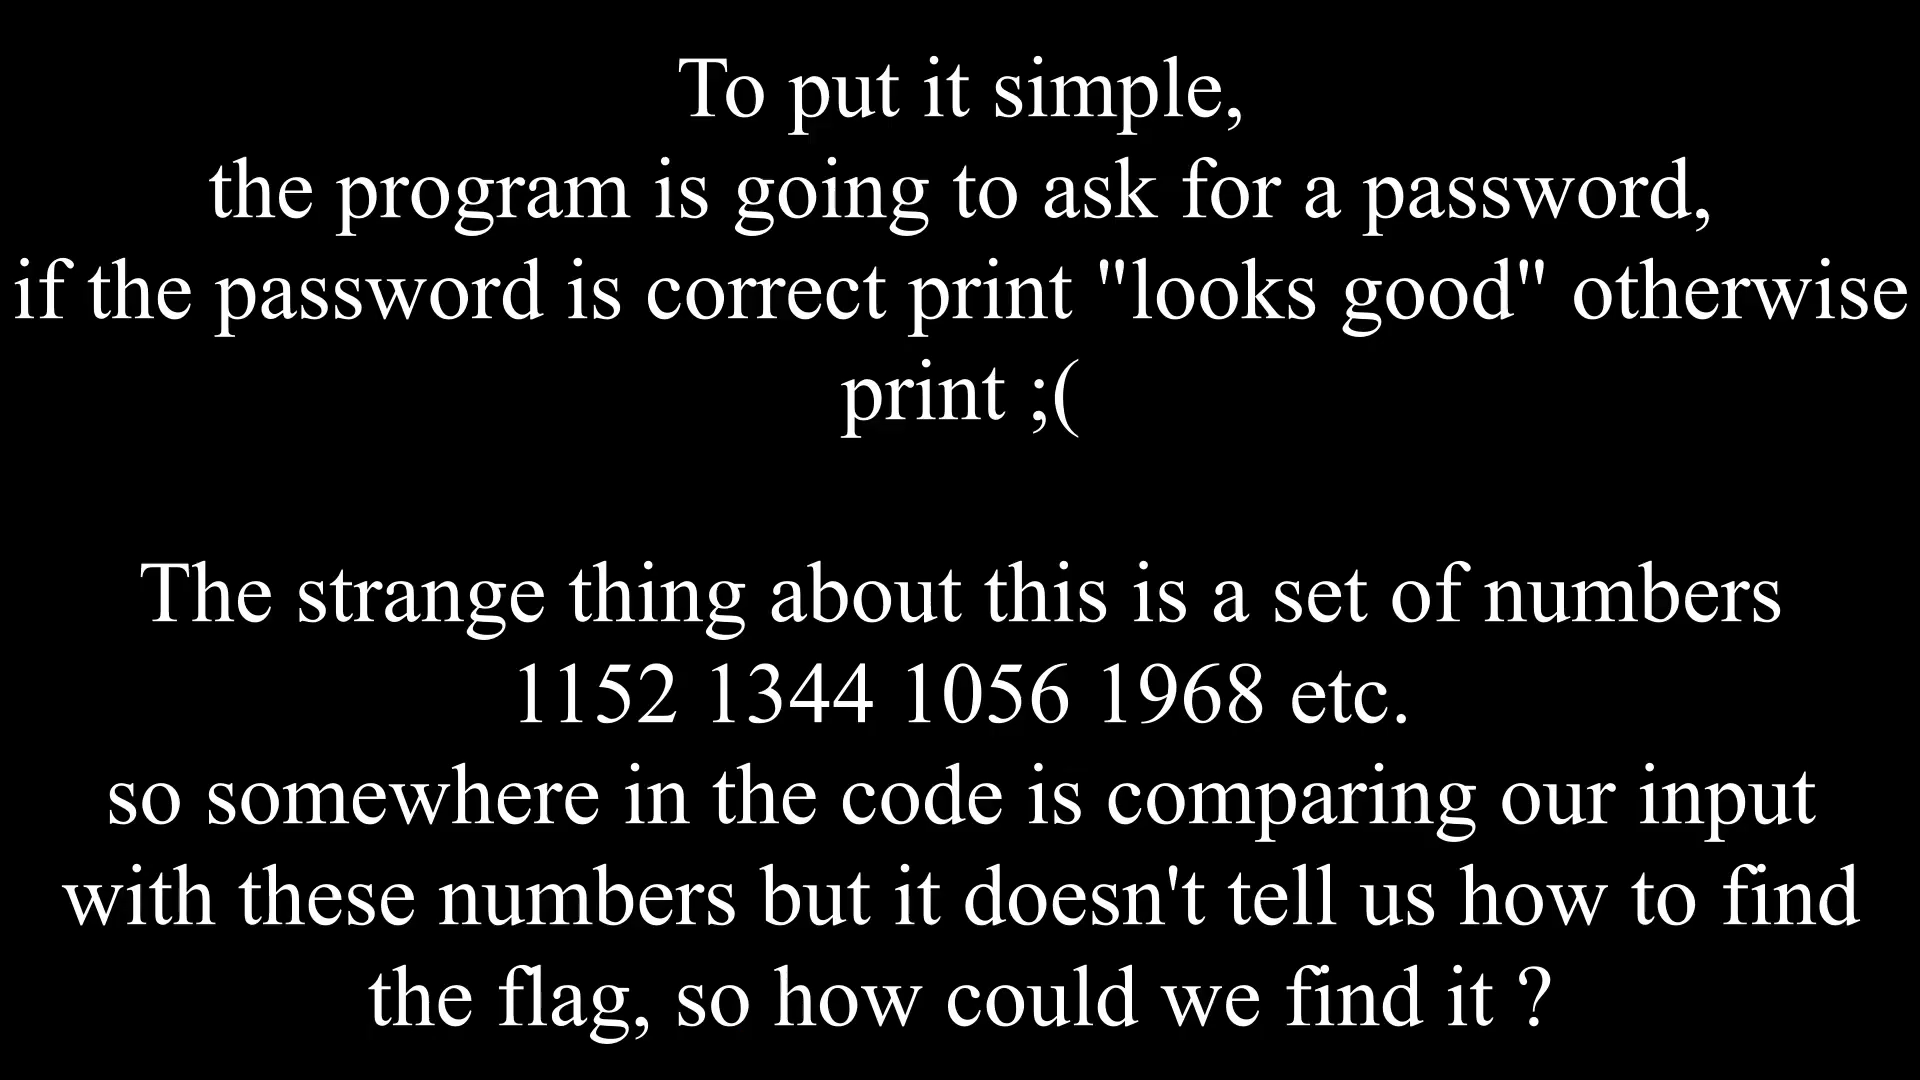 To put it simple,
the program is going to ask for a password,
if the password is correct print "looks good" otherwise
print ;(
The strange thing about this is a set of numbers
1152 1344 1056 1968 etc.
so somewhere in the code is comparing our input
with these numbers but it doesn't tell us how to find
the flag, so how could we find it ?